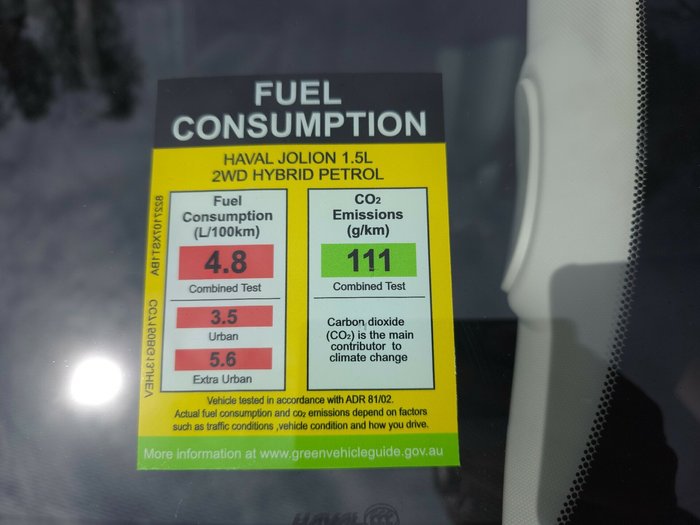 FUEL
CONSUMPTION
HAVAL JOLION 1.5L
2WD HYBRID PETROL
Fuel
Consumption
(L/100km)
4.8
Combined Test
3.5
Urban
5.6
Extra Urban
CO₂
Emissions
(g/km)
111
Combined Test
Carbon dioxide
(CO₂) is the main
contributor to
climate change
Vehicle tested in accordance with ADR 81/02.
Actual fuel consumption and co₂ emissions depend on factors
such as traffic conditions ,vehicle condition and how you drive.
More information at www.greenvehicleguide.gov.au